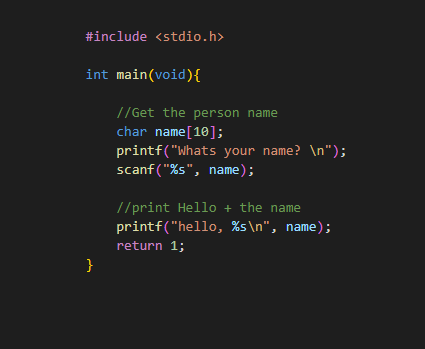 #include <stdio.h>
int main(void){
//Get the person name
char name[10];
printf("Whats your name? \n");
scanf("%s", name);
//print Hello + the name
printf("hello, %s\n", name);
return 1;
}